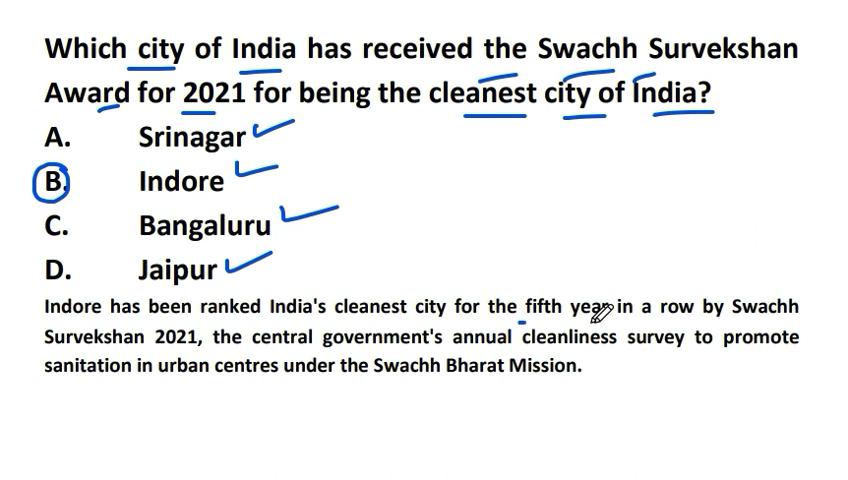 Which city of India has received the Swachh Survekshan
Award for 2021 for being the cleanest city of India?
A. Srinagar
B. Indore
C. Bangaluru
D. Jaipur
Indore has been ranked India's cleanest city for the fifth year in a row by Swachh
Survekshan 2021, the central government's annual cleanliness survey to promote
sanitation in urban centres under the Swachh Bharat Mission.